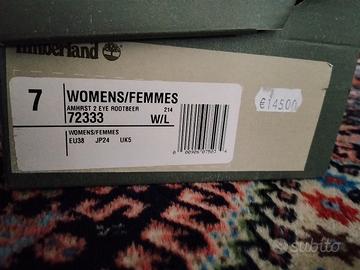 Timberland
7
WOMENS/FEMMES
AMHRST 2 EYE ROOTBEER 214
72333 W/L
€145.00
WOMENS/FEMMES
EU38 JP24 UK5
subito